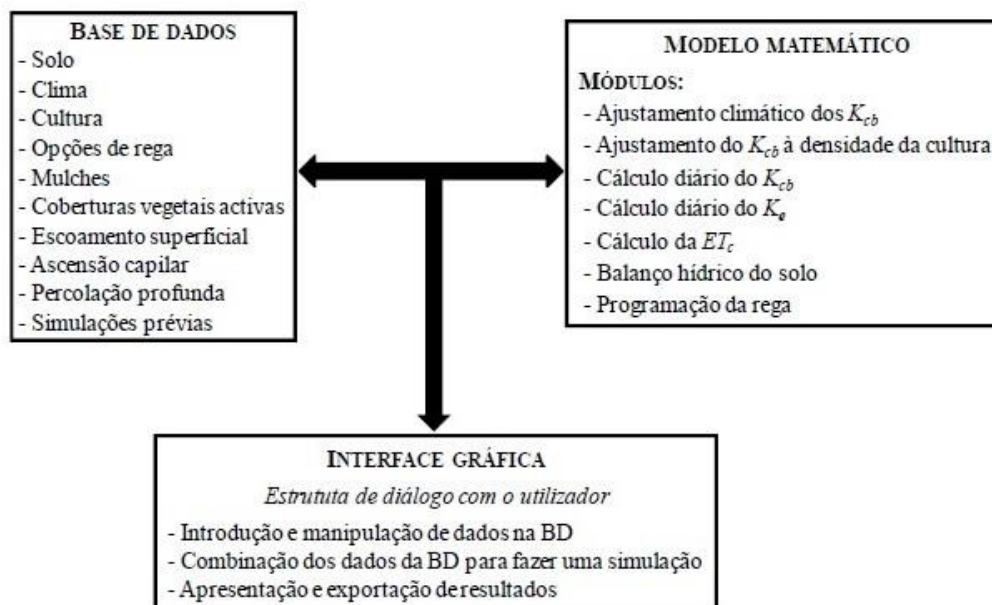 BASE DE DADOS
- Solo
- Clima
- Cultura
- Opções de rega
- Mulches
- Coberturas vegetais activas
- Escoamento superficial
- Ascensão capilar
- Percolação profunda
- Simulações prévias
MODELO MATEMÁTICO
MÓDULOS:
- Ajustamento climático dos Kcb
- Ajustamento do Kcb à densidade da cultura
- Cálculo diário do Kcb
- Cálculo diário do Ke
- Cálculo da ETc
- Balanço hídrico do solo
- Programação da rega
INTERFACE GRÁFICA
Estrututa de diálogo com o utilizador
- Introdução e manipulação de dados na BD
- Combinação dos dados da BD para fazer uma simulação
- Apresentação e exportação de resultados